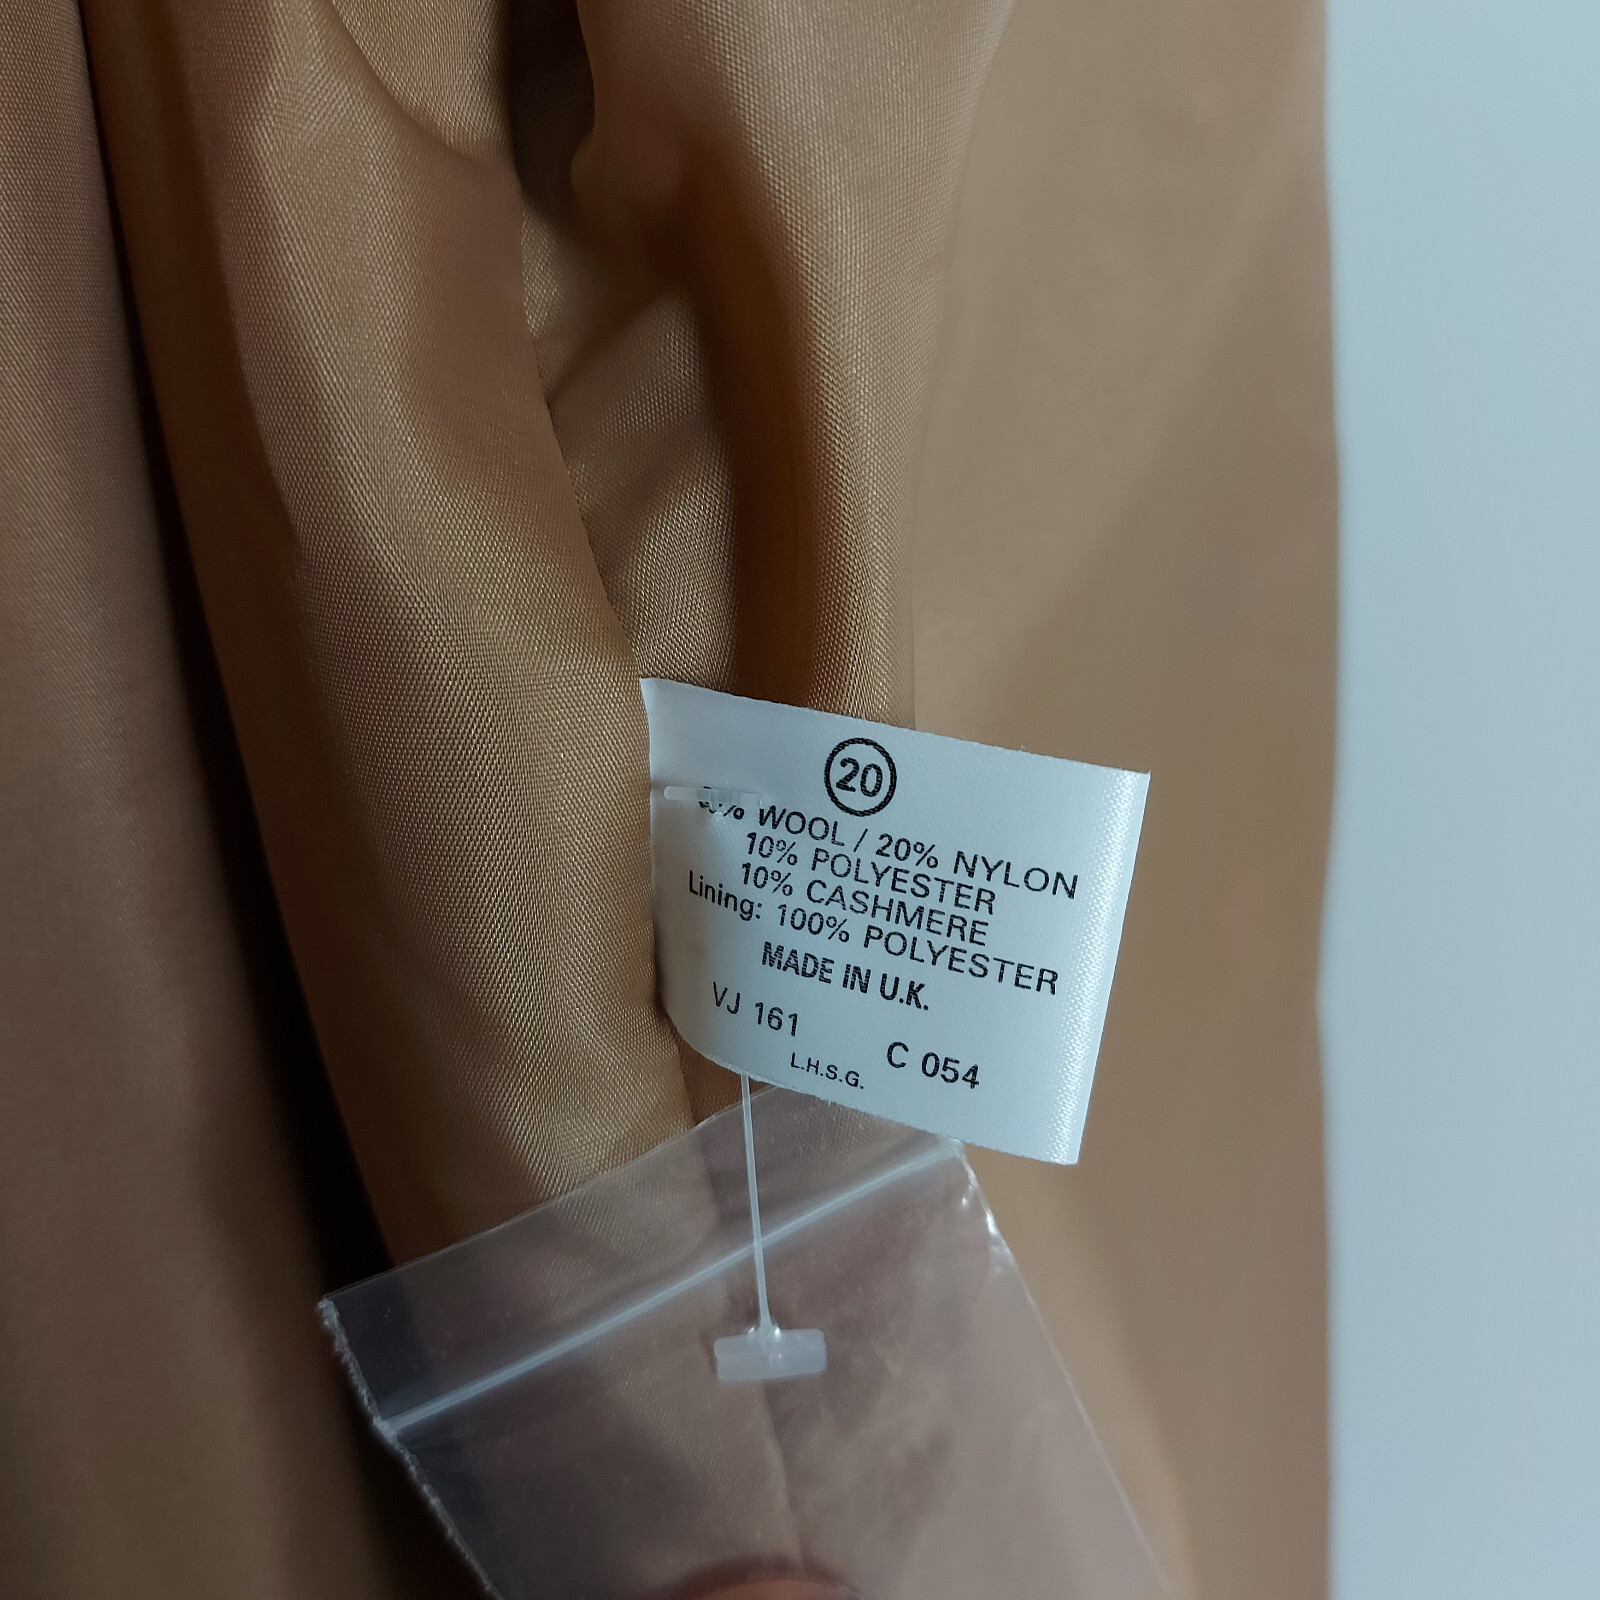 20
% WOOL / 20% NYLON
10% POLYESTER
10% CASHMERE
Lining: 100% POLYESTER
MADE IN U.K.
VJ 161
C 054
L.H.S.G.